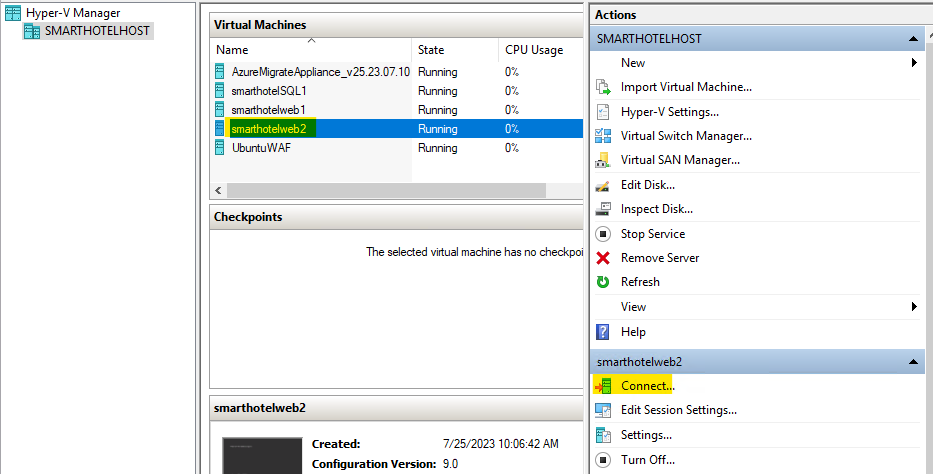 Hyper-V Manager
SMARTHOTELHOST
Virtual Machines
Name State CPU Usage
AzureMigrateAppliance_v25.23.07.10 Running 0%
smarthotelSQL1 Running 0%
smarthotelweb1 Running 0%
smarthotelweb2 Running 0%
UbuntuWAF Running 0%
Checkpoints
The selected virtual machine has no checkpoi
smarthotelweb2
Created: 7/25/2023 10:06:42 AM
Configuration Version: 9.0
Actions
SMARTHOTELHOST
New
Import Virtual Machine...
Hyper-V Settings...
Virtual Switch Manager...
Virtual SAN Manager...
Edit Disk...
Inspect Disk...
Stop Service
Remove Server
Refresh
View
Help
smarthotelweb2
Connect...
Edit Session Settings...
Settings...
Turn Off...